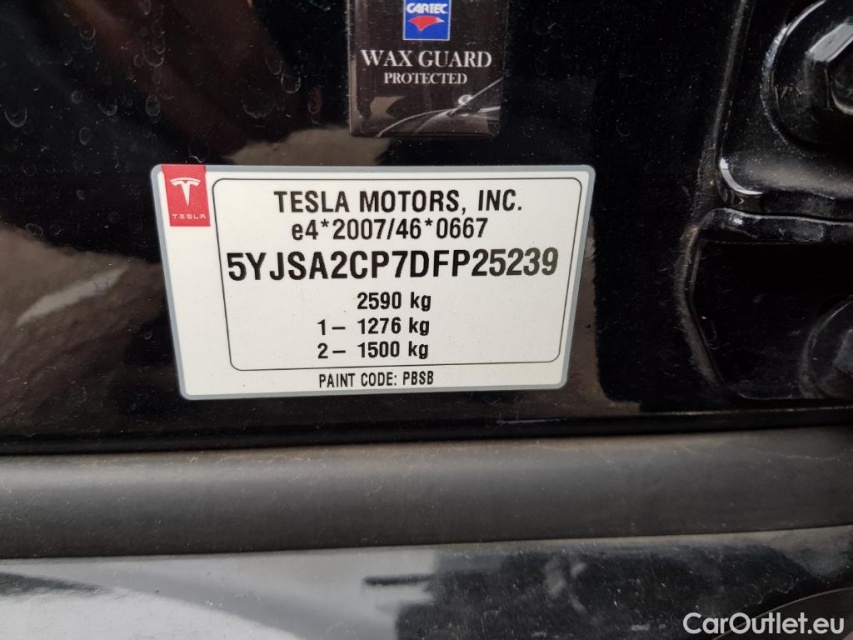 CARTEC
WAX GUARD
PROTECTED
TESLA
TESLA MOTORS, INC.
e4*2007/46*0667
5YJSA2CP7DFP25239
2590 kg
1– 1276 kg
2– 1500 kg
PAINT CODE: PBSB
CarOutlet.eu